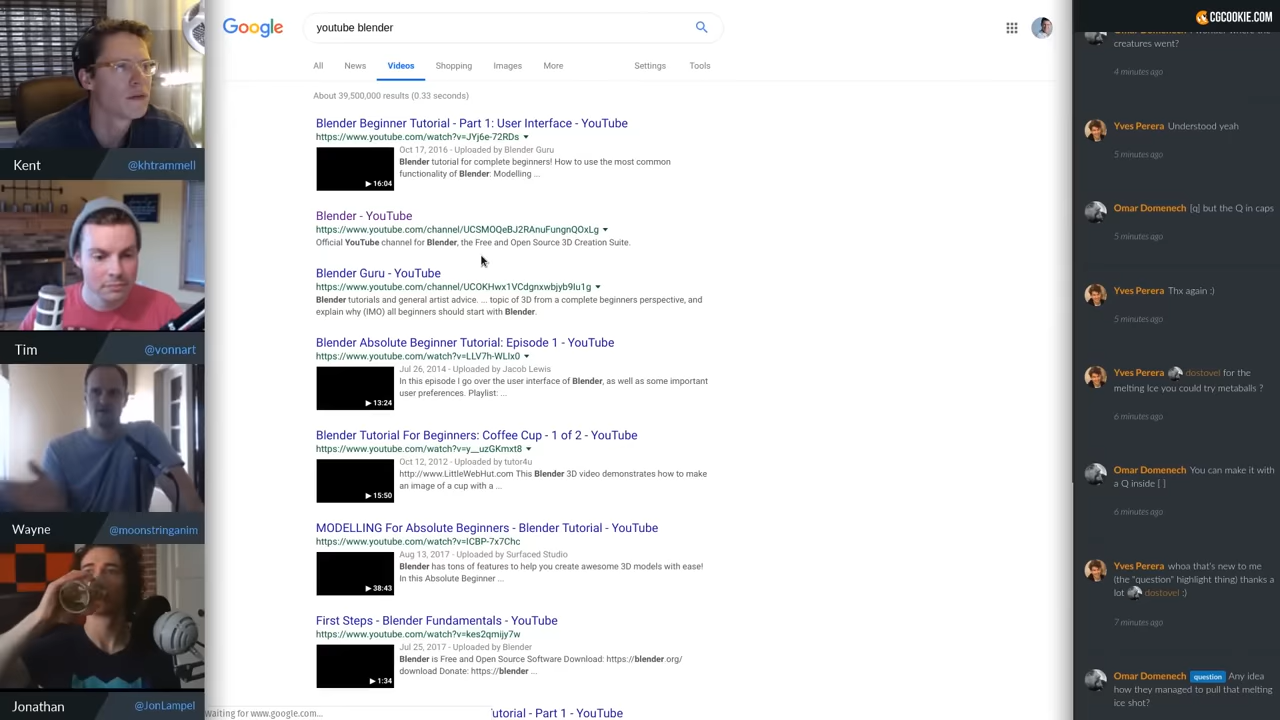 Kent
@khtrammell
Tim
@vonnart
Wayne
@moonstringanim
Jonathan
@JonLampel
Google
youtube blender
All
News
Videos
Shopping
Images
More
Settings
Tools
About 39,500,000 results (0.33 seconds)
Blender Beginner Tutorial - Part 1: User Interface - YouTube
https://www.youtube.com/watch?v=JYj6e-72RDs
Oct 17, 2016 - Uploaded by Blender Guru
Blender tutorial for complete beginners! How to use the most common
functionality of Blender: Modelling ...
16:04
Blender - YouTube
https://www.youtube.com/channel/UCSMOQeBJ2RAnuFungnQOxLg
Official YouTube channel for Blender, the Free and Open Source 3D Creation Suite.
Blender Guru - YouTube
https://www.youtube.com/channel/UCOKHwx1VCdgnxwbjyb9Iu1g
Blender tutorials and general artist advice. ... topic of 3D from a complete beginners perspective, and
explain why (IMO) all beginners should start with Blender.
Blender Absolute Beginner Tutorial: Episode 1 - YouTube
https://www.youtube.com/watch?v=LLV7h-WLIx0
Jul 26, 2014 - Uploaded by Jacob Lewis
In this episode I go over the user interface of Blender, as well as some important
user preferences. Playlist: ...
13:24
Blender Tutorial For Beginners: Coffee Cup - 1 of 2 - YouTube
https://www.youtube.com/watch?v=y__uzGKmxt8
Oct 12, 2012 - Uploaded by tutor4u
http://www.LittleWebHut.com This Blender 3D video demonstrates how to make
an image of a cup with a ...
15:50
MODELLING For Absolute Beginners - Blender Tutorial - YouTube
https://www.youtube.com/watch?v=ICBP-7x7Chc
Aug 13, 2017 - Uploaded by Surfaced Studio
Blender has tons of features to help you create awesome 3D models with ease!
In this Absolute Beginner ...
38:43
First Steps - Blender Fundamentals - YouTube
https://www.youtube.com/watch?v=kes2qmijy7w
Jul 25, 2017 - Uploaded by Blender
Blender is Free and Open Source Software Download: https://blender.org/
download Donate: https://blender ...
1:34
utorial - Part 1 - YouTube
Waiting for www.google.com...
CGCOOKIE.COM
creatures went?
4 minutes ago
Yves Perera Understood yeah
5 minutes ago
Omar Domenech [q] but the Q in caps
5 minutes ago
Yves Perera Thx again :)
5 minutes ago
Yves Perera dostovel for the
melting Ice you could try metaballs ?
6 minutes ago
Omar Domenech You can make it with
a Q inside [ ]
6 minutes ago
Yves Perera whoa that's new to me
(the "question" highlight thing) thanks a
lot dostovel :)
7 minutes ago
Omar Domenech question Any idea
how they managed to pull that melting
ice shot?